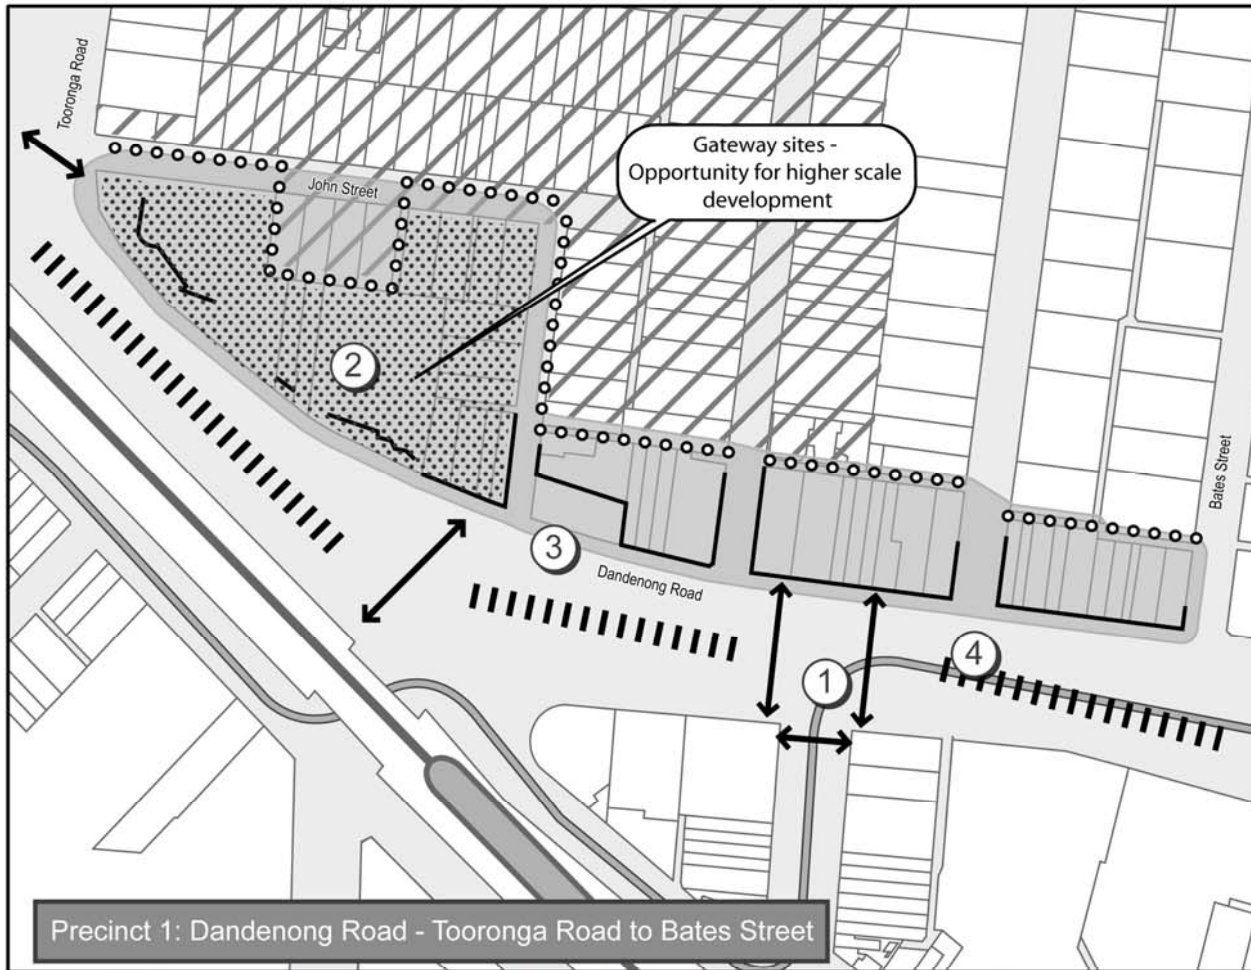 Tooronga Road
Gateway sites -
Opportunity for higher scale
development
John Street
2
Bates Street
3
Dandenong Road
4
1
Precinct 1: Dandenong Road - Tooronga Road to Bates Street